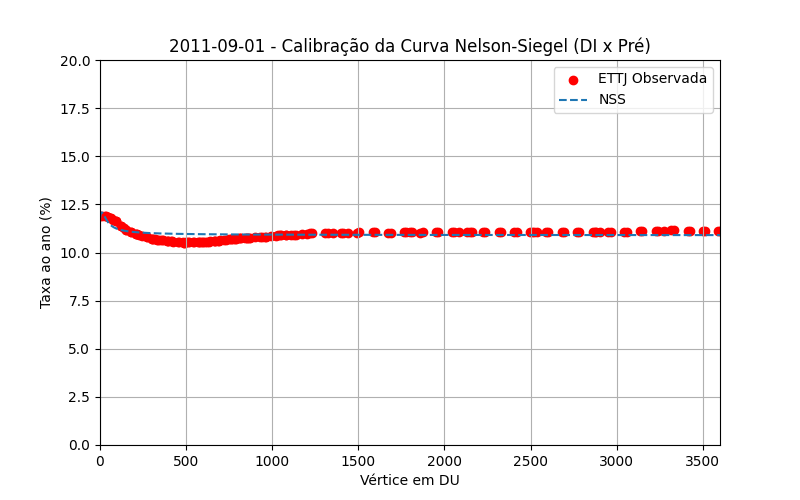 2011-09-01 - Calibração da Curva Nelson-Siegel (DI x Pré)
ETTJ Observada
NSS
Taxa ao ano (%)
20.0
17.5
15.0
12.5
10.0
7.5
5.0
2.5
0.0
0 500 1000 1500 2000 2500 3000 3500
Vértice em DU